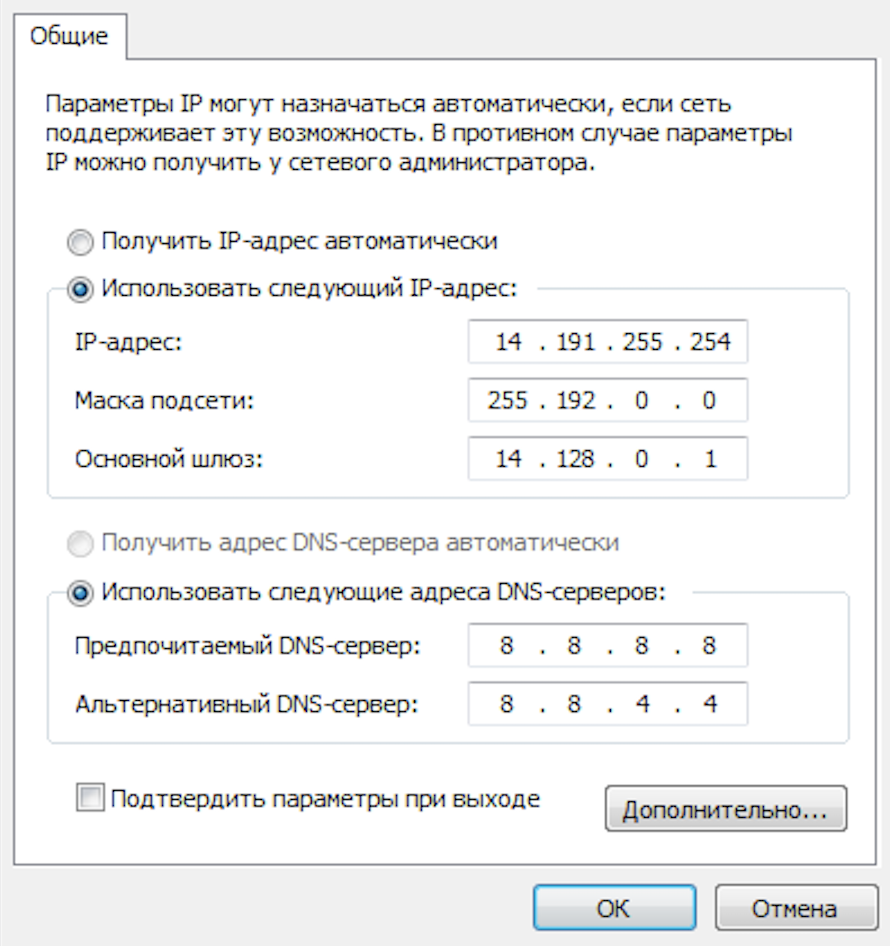 Общие
Параметры IP могут назначаться автоматически, если сеть
поддерживает эту возможность. В противном случае параметры
IP можно получить у сетевого администратора.
Получить IP-адрес автоматически
Использовать следующий IP-адрес:
IP-адрес: 14 . 191 . 255 . 254
Маска подсети: 255 . 192 . 0 . 0
Основной шлюз: 14 . 128 . 0 . 1
Получить адрес DNS-сервера автоматически
Использовать следующие адреса DNS-серверов:
Предпочитаемый DNS-сервер: 8 . 8 . 8 . 8
Альтернативный DNS-сервер: 8 . 8 . 4 . 4
Подтвердить параметры при выходе
Дополнительно...
ОК Отмена